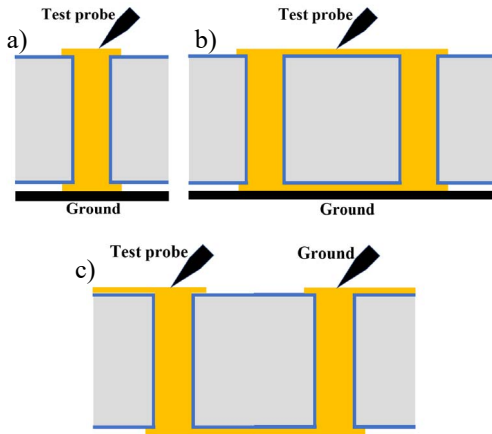 Test probe
a)
Ground
Test probe
b)
Ground
Test probe
Ground
c)